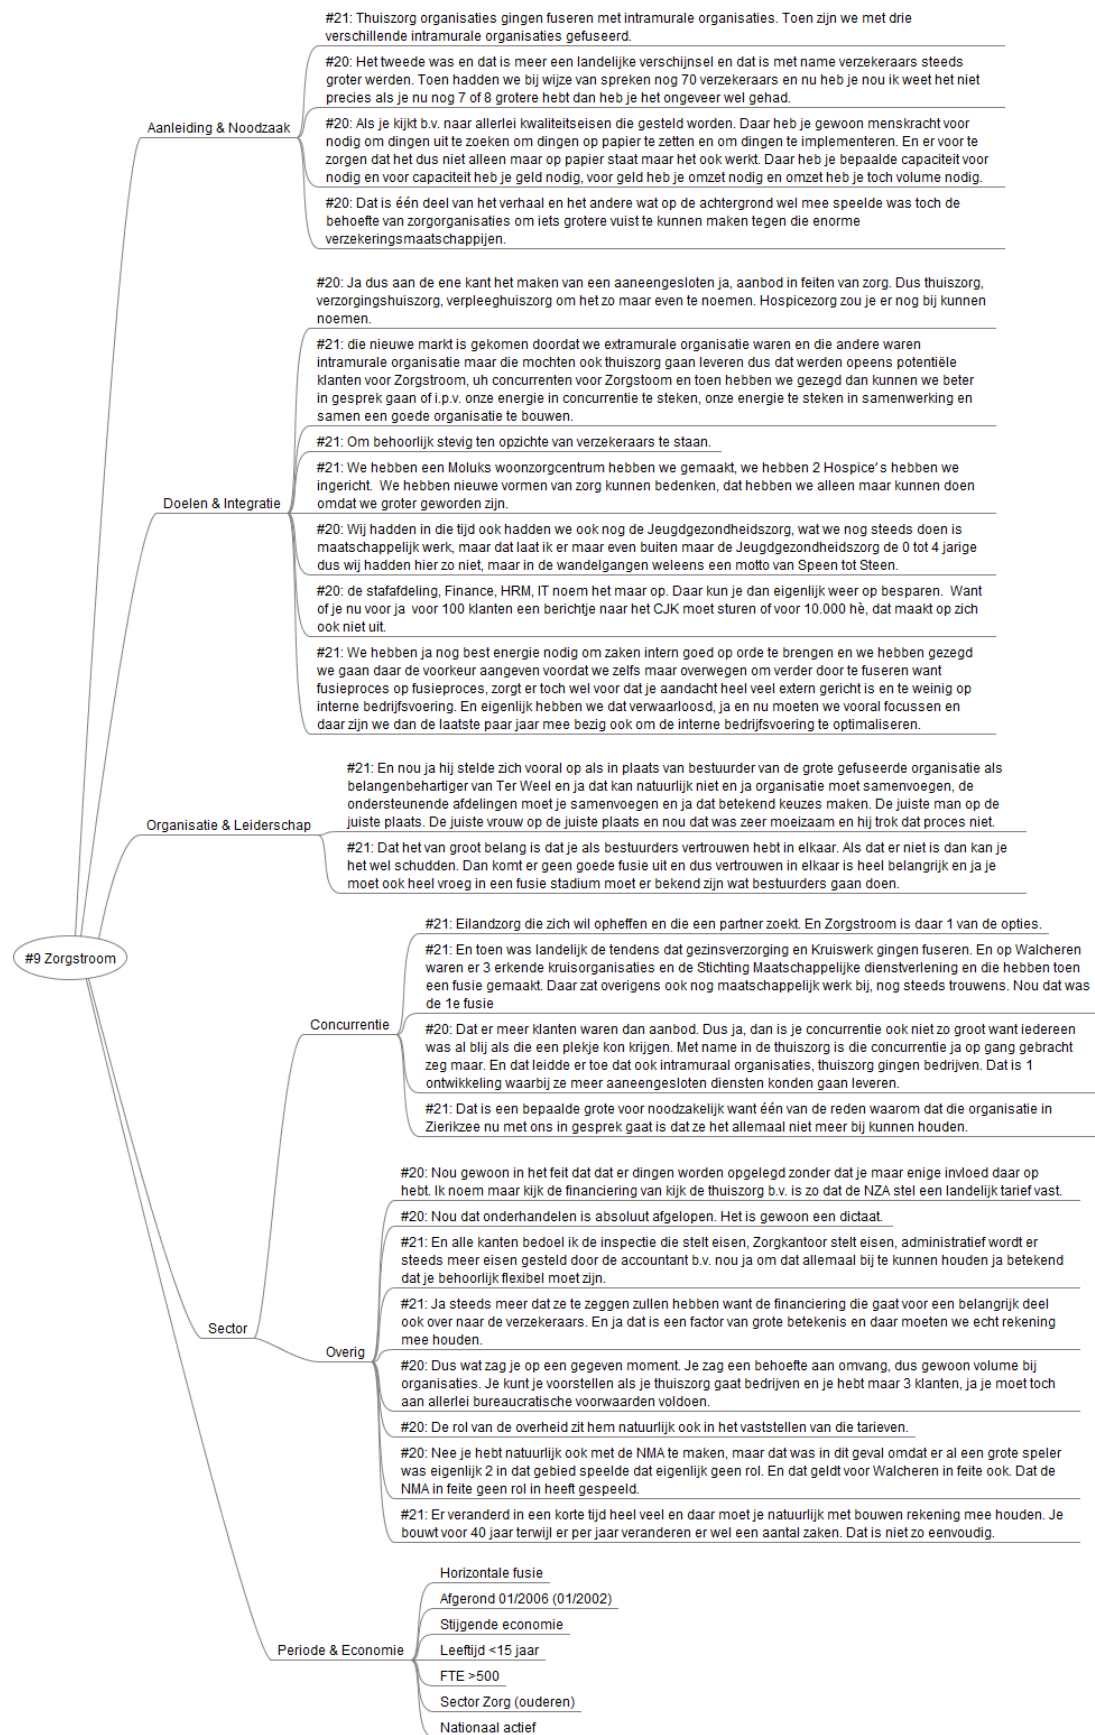 #9 Zorgstroom
Aanleiding & Noodzaak
#21: Thuiszorg organisaties gingen fuseren met intramurale organisaties. Toen zijn we met drie
verschillende intramurale organisaties gefuseerd.
#20: Het tweede was en dat is meer een landelijke verschijnsel en dat is met name verzekeraars steeds
groter werden. Toen hadden we bij wijze van spreken nog 70 verzekeraars en nu heb je nou ik weet het niet
precies als je nu nog 7 of 8 grotere hebt dan heb je het ongeveer wel gehad.
#20: Als je kijkt b.v. naar allerlei kwaliteitseisen die gesteld worden. Daar heb je gewoon menskracht voor
nodig om dingen uit te zoeken om dingen op papier te zetten en om dingen te implementeren. En er voor te
zorgen dat het dus niet alleen maar op papier staat maar het ook werkt. Daar heb je bepaalde capaciteit voor
nodig en voor capaciteit heb je geld nodig, voor geld heb je omzet nodig en omzet heb je toch volume nodig.
#20: Dat is één deel van het verhaal en het andere wat op de achtergrond wel mee speelde was toch de
behoefte van zorgorganisaties om iets grotere vuist te kunnen maken tegen die enorme
verzekeringsmaatschappijen.
Doelen & Integratie
#20: Ja dus aan de ene kant het maken van een aaneengesloten ja, aanbod in feiten van zorg. Dus thuiszorg,
verzorgingshuiszorg, verpleeghuiszorg om het zo maar even te noemen. Hospicezorg zou je er nog bij kunnen
noemen.
#21: die nieuwe markt is gekomen doordat we extramurale organisatie waren en die andere waren
intramurale organisatie maar die mochten ook thuiszorg gaan leveren dus dat werden opeens potentiële
klanten voor Zorgstroom, uh concurrenten voor Zorgstoom en toen hebben we gezegd dan kunnen we beter
in gesprek gaan of i.p.v. onze energie in concurrentie te steken, onze energie te steken in samenwerking en
samen een goede organisatie te bouwen.
#21: Om behoorlijk stevig ten opzichte van verzekeraars te staan.
#21: We hebben een Moluks woonzorgcentrum hebben we gemaakt, we hebben 2 Hospice's hebben we
ingericht.  We hebben nieuwe vormen van zorg kunnen bedenken, dat hebben we alleen maar kunnen doen
omdat we groter geworden zijn.
#20: Wij hadden in die tijd ook hadden we ook nog de Jeugdgezondheidszorg, wat we nog steeds doen is
maatschappelijk werk, maar dat laat ik er maar even buiten maar de Jeugdgezondheidszorg de 0 tot 4 jarige
dus wij hadden hier zo niet, maar in de wandelgangen weleens een motto van Speen tot Steen.
#20: de stafafdeling, Finance, HRM, IT noem het maar op. Daar kun je dan eigenlijk weer op besparen.  Want
of je nu voor ja  voor 100 klanten een berichtje naar het CJK moet sturen of voor 10.000 hè, dat maakt op zich
ook niet uit.
#21: We hebben ja nog best energie nodig om zaken intern goed op orde te brengen en we hebben gezegd
we gaan daar de voorkeur aangeven voordat we zelfs maar overwegen om verder door te fuseren want
fusieproces op fusieproces, zorgt er toch wel voor dat je aandacht heel veel extern gericht is en te weinig op
interne bedrijfsvoering. En eigenlijk hebben we dat verwaarloosd, ja en nu moeten we vooral focussen en
daar zijn we dan de laatste paar jaar mee bezig ook om de interne bedrijfsvoering te optimaliseren.
Organisatie & Leiderschap
#21: En nou ja hij stelde zich vooral op als in plaats van bestuurder van de grote gefuseerde organisatie als
belangenbehartiger van Ter Weel en ja dat kan natuurlijk niet en ja organisatie moet samenvoegen, de
ondersteunende afdelingen moet je samenvoegen en ja dat betekend keuzes maken. De juiste man op de
juiste plaats. De juiste vrouw op de juiste plaats en nou dat was zeer moeizaam en hij trok dat proces niet.
#21: Dat het van groot belang is dat je als bestuurders vertrouwen hebt in elkaar. Als dat er niet is dan kan je
het wel schudden. Dan komt er geen goede fusie uit en dus vertrouwen in elkaar is heel belangrijk en ja je
moet ook heel vroeg in een fusie stadium moet er bekend zijn wat bestuurders gaan doen.
Sector
Concurrentie
#21: Eilandzorg die zich wil opheffen en die een partner zoekt. En Zorgstroom is daar 1 van de opties.
#21: En toen was landelijk de tendens dat gezinsverzorging en Kruiswerk gingen fuseren. En op Walcheren
waren er 3 erkende kruisorganisaties en de Stichting Maatschappelijke dienstverlening en die hebben toen
een fusie gemaakt. Daar zat overigens ook nog maatschappelijk werk bij, nog steeds trouwens. Nou dat was
de 1e fusie
#20: Dat er meer klanten waren dan aanbod. Dus ja, dan is je concurrentie ook niet zo groot want iedereen
was al blij als die een plekje kon krijgen. Met name in de thuiszorg is die concurrentie ja op gang gebracht
zeg maar. En dat leidde er toe dat ook intramuraal organisaties, thuiszorg gingen bedrijven. Dat is 1
ontwikkeling waarbij ze meer aaneengesloten diensten konden gaan leveren.
#21: Dat is een bepaalde grote voor noodzakelijk want één van de reden waarom dat die organisatie in
Zierikzee nu met ons in gesprek gaat is dat ze het allemaal niet meer bij kunnen houden.
Overig
#20: Nou gewoon in het feit dat dat er dingen worden opgelegd zonder dat je maar enige invloed daar op
hebt. Ik noem maar kijk de financiering van kijk de thuiszorg b.v. is zo dat de NZA stel een landelijk tarief vast.
#20: Nou dat onderhandelen is absoluut afgelopen. Het is gewoon een dictaat.
#21: En alle kanten bedoel ik de inspectie die stelt eisen, Zorgkantoor stelt eisen, administratief wordt er
steeds meer eisen gesteld door de accountant b.v. nou ja om dat allemaal bij te kunnen houden ja betekend
dat je behoorlijk flexibel moet zijn.
#21: Ja steeds meer dat ze te zeggen zullen hebben want de financiering die gaat voor een belangrijk deel
ook over naar de verzekeraars. En ja dat is een factor van grote betekenis en daar moeten we echt rekening
mee houden.
#20: Dus wat zag je op een gegeven moment. Je zag een behoefte aan omvang, dus gewoon volume bij
organisaties. Je kunt je voorstellen als je thuiszorg gaat bedrijven en je hebt maar 3 klanten, ja je moet toch
aan allerlei bureaucratische voorwaarden voldoen.
#20: De rol van de overheid zit hem natuurlijk ook in het vaststellen van die tarieven.
#20: Nee je hebt natuurlijk ook met de NMA te maken, maar dat was in dit geval omdat er al een grote speler
was eigenlijk 2 in dat gebied speelde dat eigenlijk geen rol. En dat geldt voor Walcheren in feite ook. Dat de
NMA in feite geen rol in heeft gespeeld.
#21: Er veranderd in een korte tijd heel veel en daar moet je natuurlijk met bouwen rekening mee houden. Je
bouwt voor 40 jaar terwijl er per jaar veranderen er wel een aantal zaken. Dat is niet zo eenvoudig.
Periode & Economie
Horizontale fusie
Afgerond 01/2006 (01/2002)
Stijgende economie
Leeftijd <15 jaar
FTE >500
Sector Zorg (ouderen)
Nationaal actief